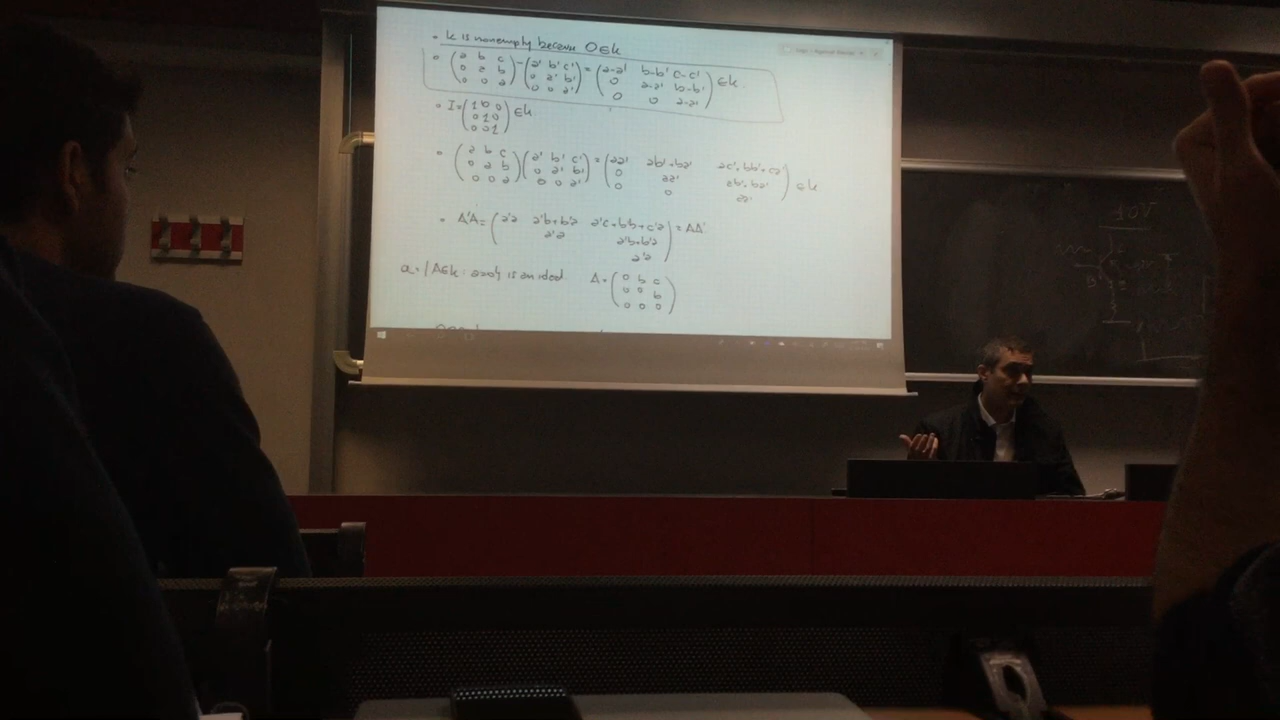 • K is nonempty because 0∈K
• (a b c / 0 a b / 0 0 a) - (a' b' c' / 0 a' b' / 0 0 a') = (a-a' b-b' c-c' / 0 a-a' b-b' / 0 0 a-a') ∈K.
• I=(1 0 0 / 0 1 0 / 0 0 1) ∈K
• (a b c / 0 a b / 0 0 a)(a' b' c' / 0 a' b' / 0 0 a') = (aa' ab'+ba' ac'+bb'+ca' / 0 aa' ab'+ba' / 0 0 aa') ∈K
• A'A=(a'a a'b+b'a a'c+b'b+c'a / a'a a'b+b'a / a'a) = AA'
a={A∈K: a=0} is an ideal. A=(0 b c / 0 0 b / 0 0 0)
10V